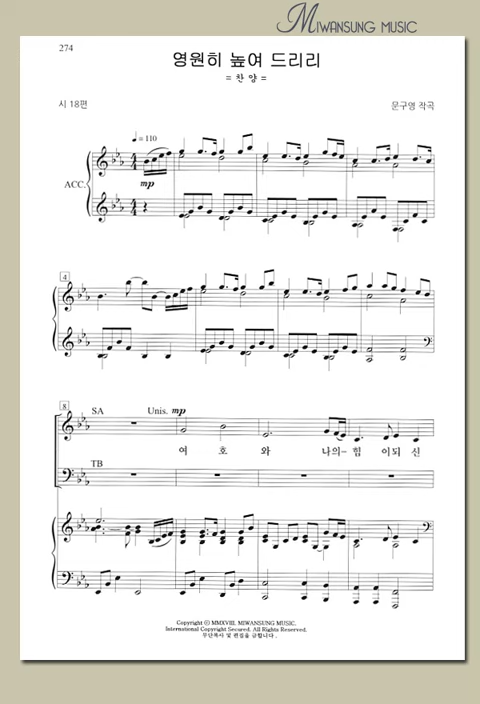 MIWANSUNG MUSIC
274
영원히 높여 드리리
= 찬 양 =
시 18편
문구영 작곡
♩ = 110
ACC.
mp
4
8
SA
Unis. mp
여 호 와 나의- 힘 이되 신
TB
Copyright ⓒ MMXVIII. MIWANSUNG MUSIC.
International Copyright Secured. All Rights Reserved.
무단복사 및 편집을 금합니다.